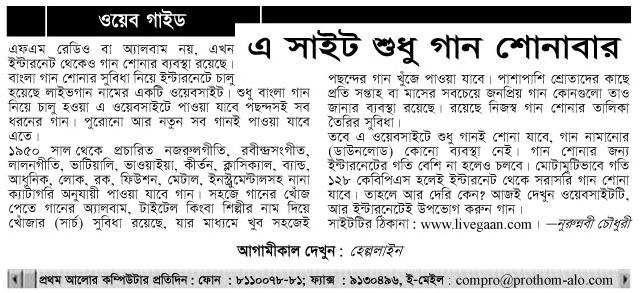 ওয়েব গাইড
এ সাইট শুধু গান শোনাবার
এফএম রেডিও বা অ্যালবাম নয়, এখন
ইন্টারনেট থেকেও গান শোনার ব্যবস্থা রয়েছে।
বাংলা গান শোনার সুবিধা নিয়ে ইন্টারনেটে চালু
হয়েছে লাইভগান নামের একটি ওয়েবসাইট। শুধু বাংলা গান
নিয়ে চালু হওয়া এ ওয়েবসাইটে পাওয়া যাবে পছন্দসই সব
ধরনের গান। পুরোনো আর নতুন সব গানই পাওয়া যাবে
এতে।
১৯৫০ সাল থেকে প্রচারিত নজরুলগীতি, রবীন্দ্রসংগীত,
লালনগীতি, ভাটিয়ালি, ভাওয়াইয়া, কীর্তন, ক্লাসিক্যাল, ব্যান্ড,
আধুনিক, লোক, রক, ফিউশন, মেটাল, ইনস্ট্রুমেন্টালসহ নানা
ক্যাটাগরি অনুযায়ী পাওয়া যাবে গান। সহজে গানের খোঁজ
পেতে গানের অ্যালবাম, টাইটেল কিংবা শিল্পীর নাম দিয়ে
খোঁজার (সার্চ) সুবিধা রয়েছে, যার মাধ্যমে খুব সহজেই
পছন্দের গান খুঁজে পাওয়া যাবে। পাশাপাশি শ্রোতাদের কাছে
প্রতি সপ্তাহ বা মাসের সবচেয়ে জনপ্রিয় গান কোনগুলো তাও
জানার ব্যবস্থা রয়েছে। রয়েছে নিজস্ব গান শোনার তালিকা
তৈরির সুবিধা।
তবে এ ওয়েবসাইটে শুধু গানই শোনা যাবে, গান নামানোর
(ডাউনলোড) কোনো ব্যবস্থা নেই। গান শোনার জন্য
ইন্টারনেটের গতি বেশি না হলেও চলবে। মোটামুটিভাবে গতি
১২৮ কেবিপিএস হলেই ইন্টারনেট থেকে সরাসরি গান শোনা
যাবে। তাহলে আর দেরি কেন? আজই দেখুন ওয়েবসাইটটি,
আর ইন্টারনেটেই উপভোগ করুন গান।
সাইটটির ঠিকানা : www.livegaan.com। —নুরুন্নবী চৌধুরী
আগামীকাল দেখুন : হেল্পলাইন
প্রথম আলোর কম্পিউটার প্রতিদিন : ফোন : ৮১১০০৭৮-৮১; ফ্যাক্স : ৯১৩০৪৯৬, ই-মেইল : compro@prothom-alo.com